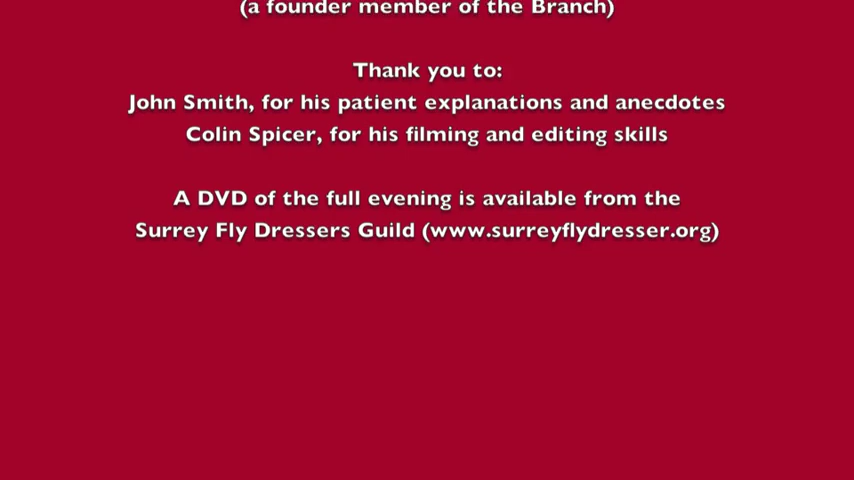 (a founder member of the Branch)
Thank you to:
John Smith, for his patient explanations and anecdotes
Colin Spicer, for his filming and editing skills
A DVD of the full evening is available from the
Surrey Fly Dressers Guild (www.surreyflydresser.org)